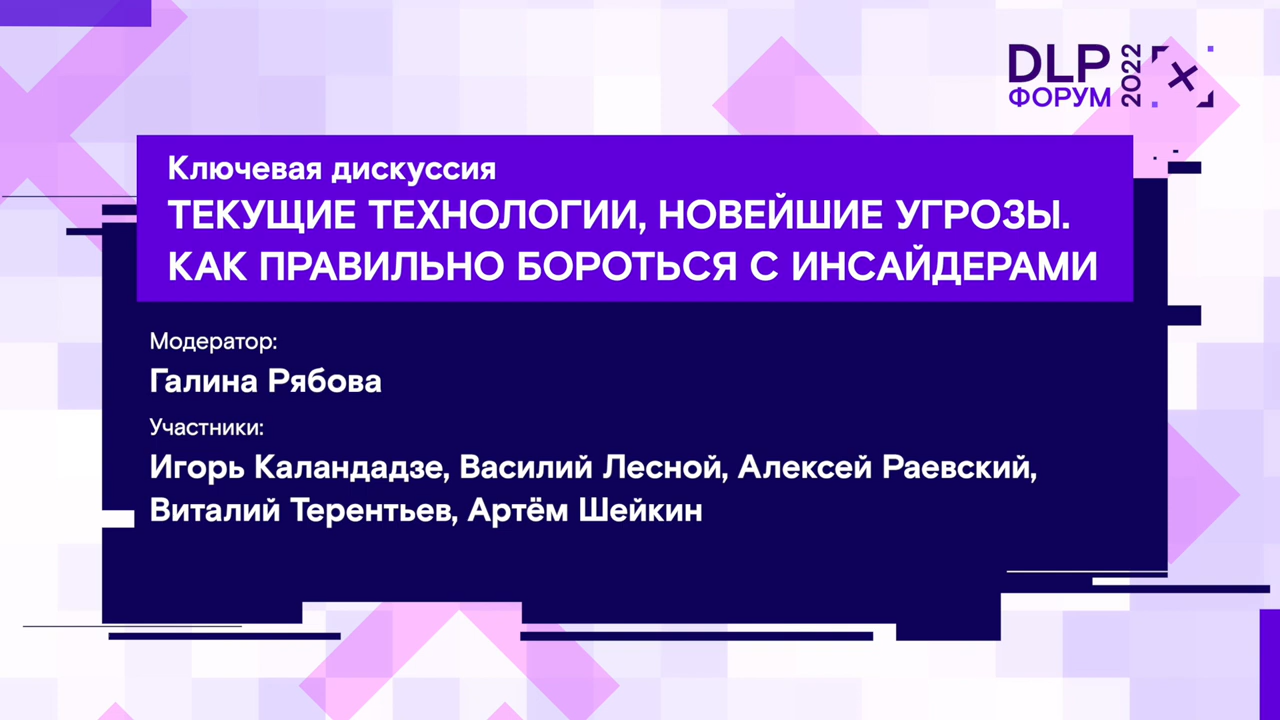 DLP
ФОРУМ
2022
Ключевая дискуссия
ТЕКУЩИЕ ТЕХНОЛОГИИ, НОВЕЙШИЕ УГРОЗЫ.
КАК ПРАВИЛЬНО БОРОТЬСЯ С ИНСАЙДЕРАМИ
Модератор:
Галина Рябова
Участники:
Игорь Каландадзе, Василий Лесной, Алексей Раевский,
Виталий Терентьев, Артём Шейкин